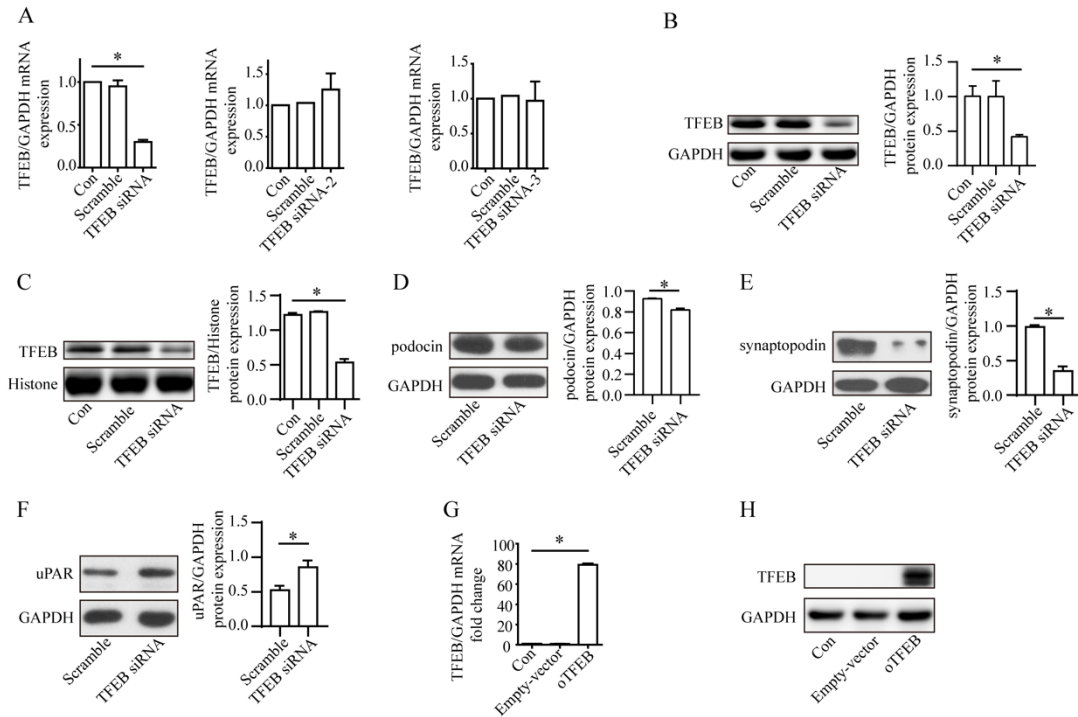 A
TFEB/GAPDH mRNA
expression
1.0
0.5
0.0
*
Con
Scramble
TFEB siRNA
TFEB/GAPDH mRNA
expression
2.0
1.5
1.0
0.5
0.0
Con
Scramble
TFEB siRNA-2
TFEB/GAPDH mRNA
expression
1.5
1.0
0.5
0.0
Con
Scramble
TFEB siRNA-3
B
TFEB
GAPDH
Con
Scramble
TFEB siRNA
TFEB/GAPDH
protein expression
1.5
1.0
0.5
0.0
*
Con
Scramble
TFEB siRNA
C
TFEB
Histone
Con
Scramble
TFEB siRNA
TFEB/Histone
protein expression
1.5
1.0
0.5
0.0
*
Con
Scramble
TFEB siRNA
D
podocin
GAPDH
Scramble
TFEB siRNA
podocin/GAPDH
protein expression
1.0
0.8
0.6
0.4
0.2
0.0
*
Scramble
TFEB siRNA
E
synaptopodin
GAPDH
Scramble
TFEB siRNA
synaptopodin/GAPDH
protein expression
1.5
1.0
0.5
0.0
*
Scramble
TFEB siRNA
F
uPAR
GAPDH
Scramble
TFEB siRNA
uPAR/GAPDH
protein expression
1.5
1.0
0.5
0.0
*
Scramble
TFEB siRNA
G
TFEB/GAPDH mRNA
fold change
100
80
60
40
20
0
*
Con
Empty-vector
oTFEB
H
TFEB
GAPDH
Con
Empty-vector
oTFEB